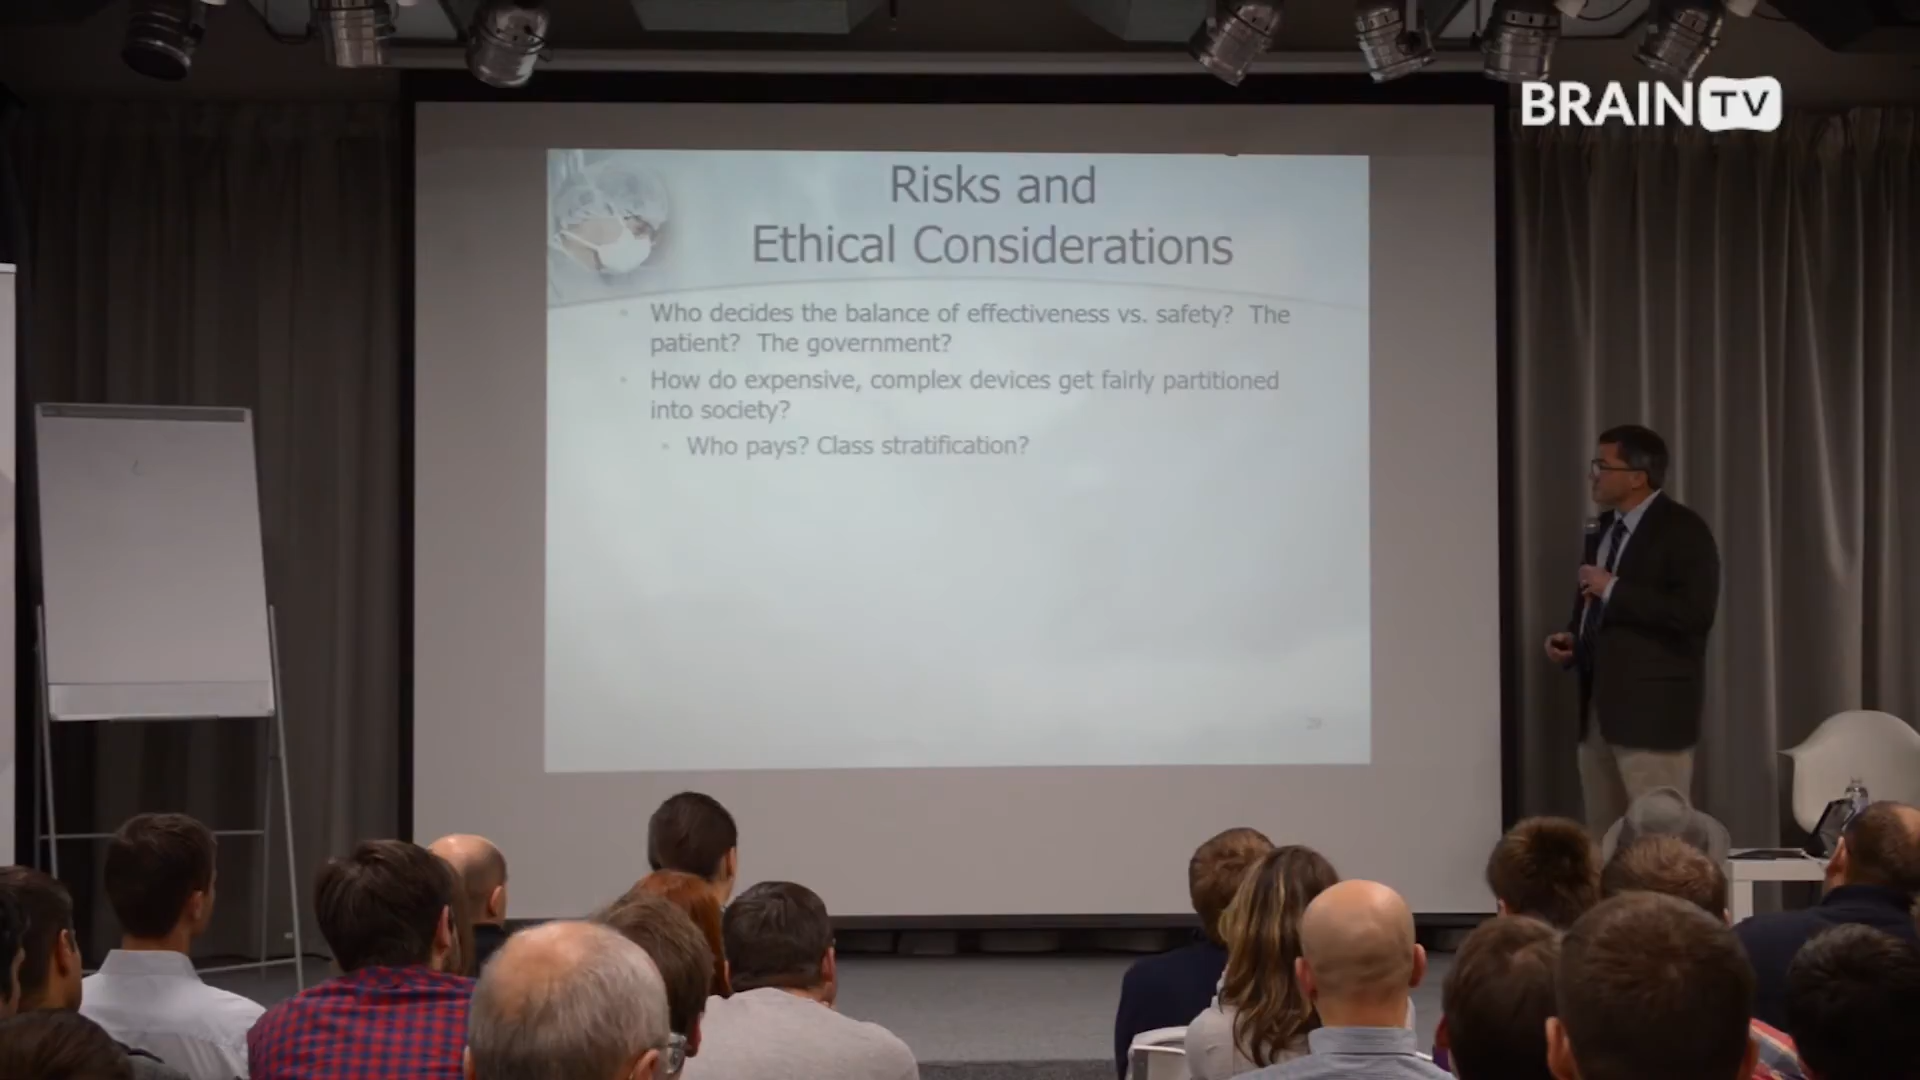 BRAIN TV
Risks and
Ethical Considerations
Who decides the balance of effectiveness vs. safety? The
patient? The government?
How do expensive, complex devices get fairly partitioned
into society?
Who pays? Class stratification?
29